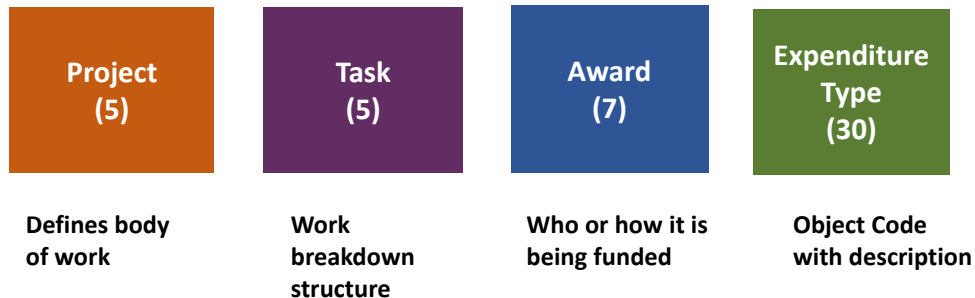 Project
(5)
Task
(5)
Award
(7)
Expenditure
Type
(30)
Defines body
of work
Work
breakdown
structure
Who or how it is
being funded
Object Code
with description